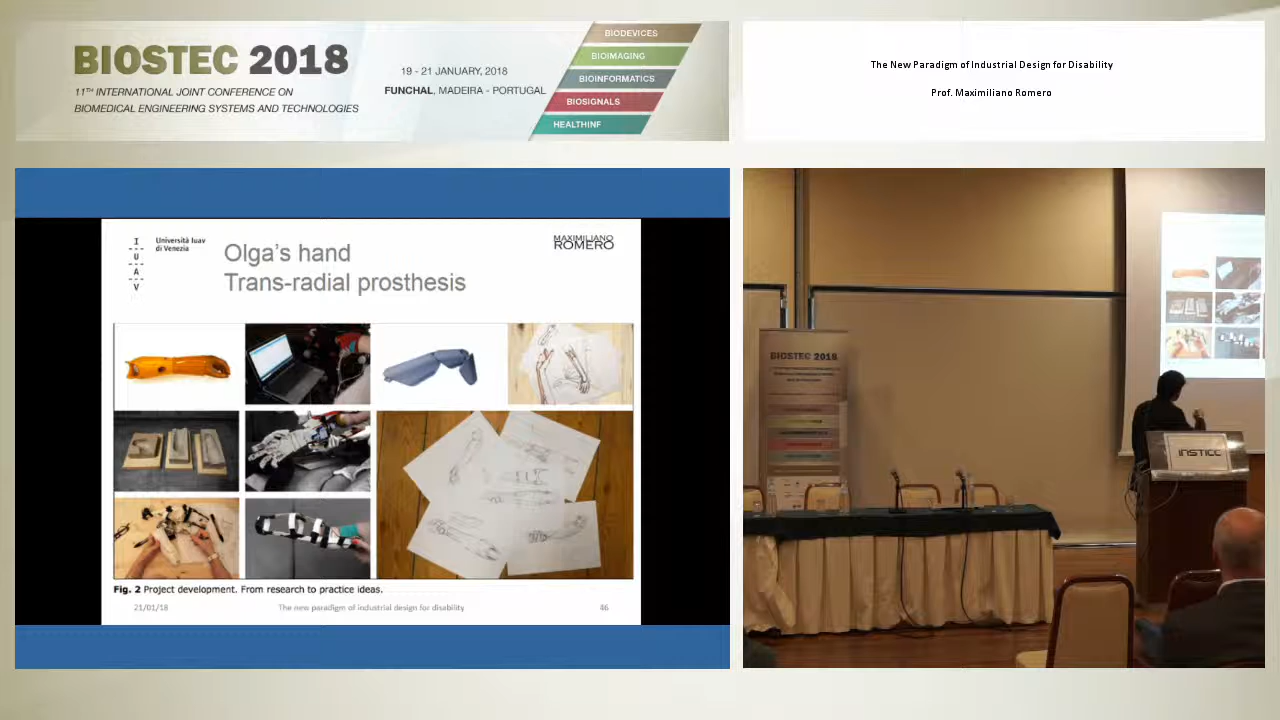 BIOSTEC 2018
11TH INTERNATIONAL JOINT CONFERENCE ON
BIOMEDICAL ENGINEERING SYSTEMS AND TECHNOLOGIES
19 - 21 JANUARY, 2018
FUNCHAL, MADEIRA - PORTUGAL
BIODEVICES
BIOIMAGING
BIOINFORMATICS
BIOSIGNALS
HEALTHINF
The New Paradigm of Industrial Design for Disability
Prof. Maximiliano Romero
I
U
A
V
Università Iuav
di Venezia
Olga's hand
Trans-radial prosthesis
MAXIMILIANO
ROMERO
Fig. 2 Project development. From research to practice ideas.
21/01/18
The new paradigm of industrial design for disability
46
BIOSTEC 2018
INSTICC